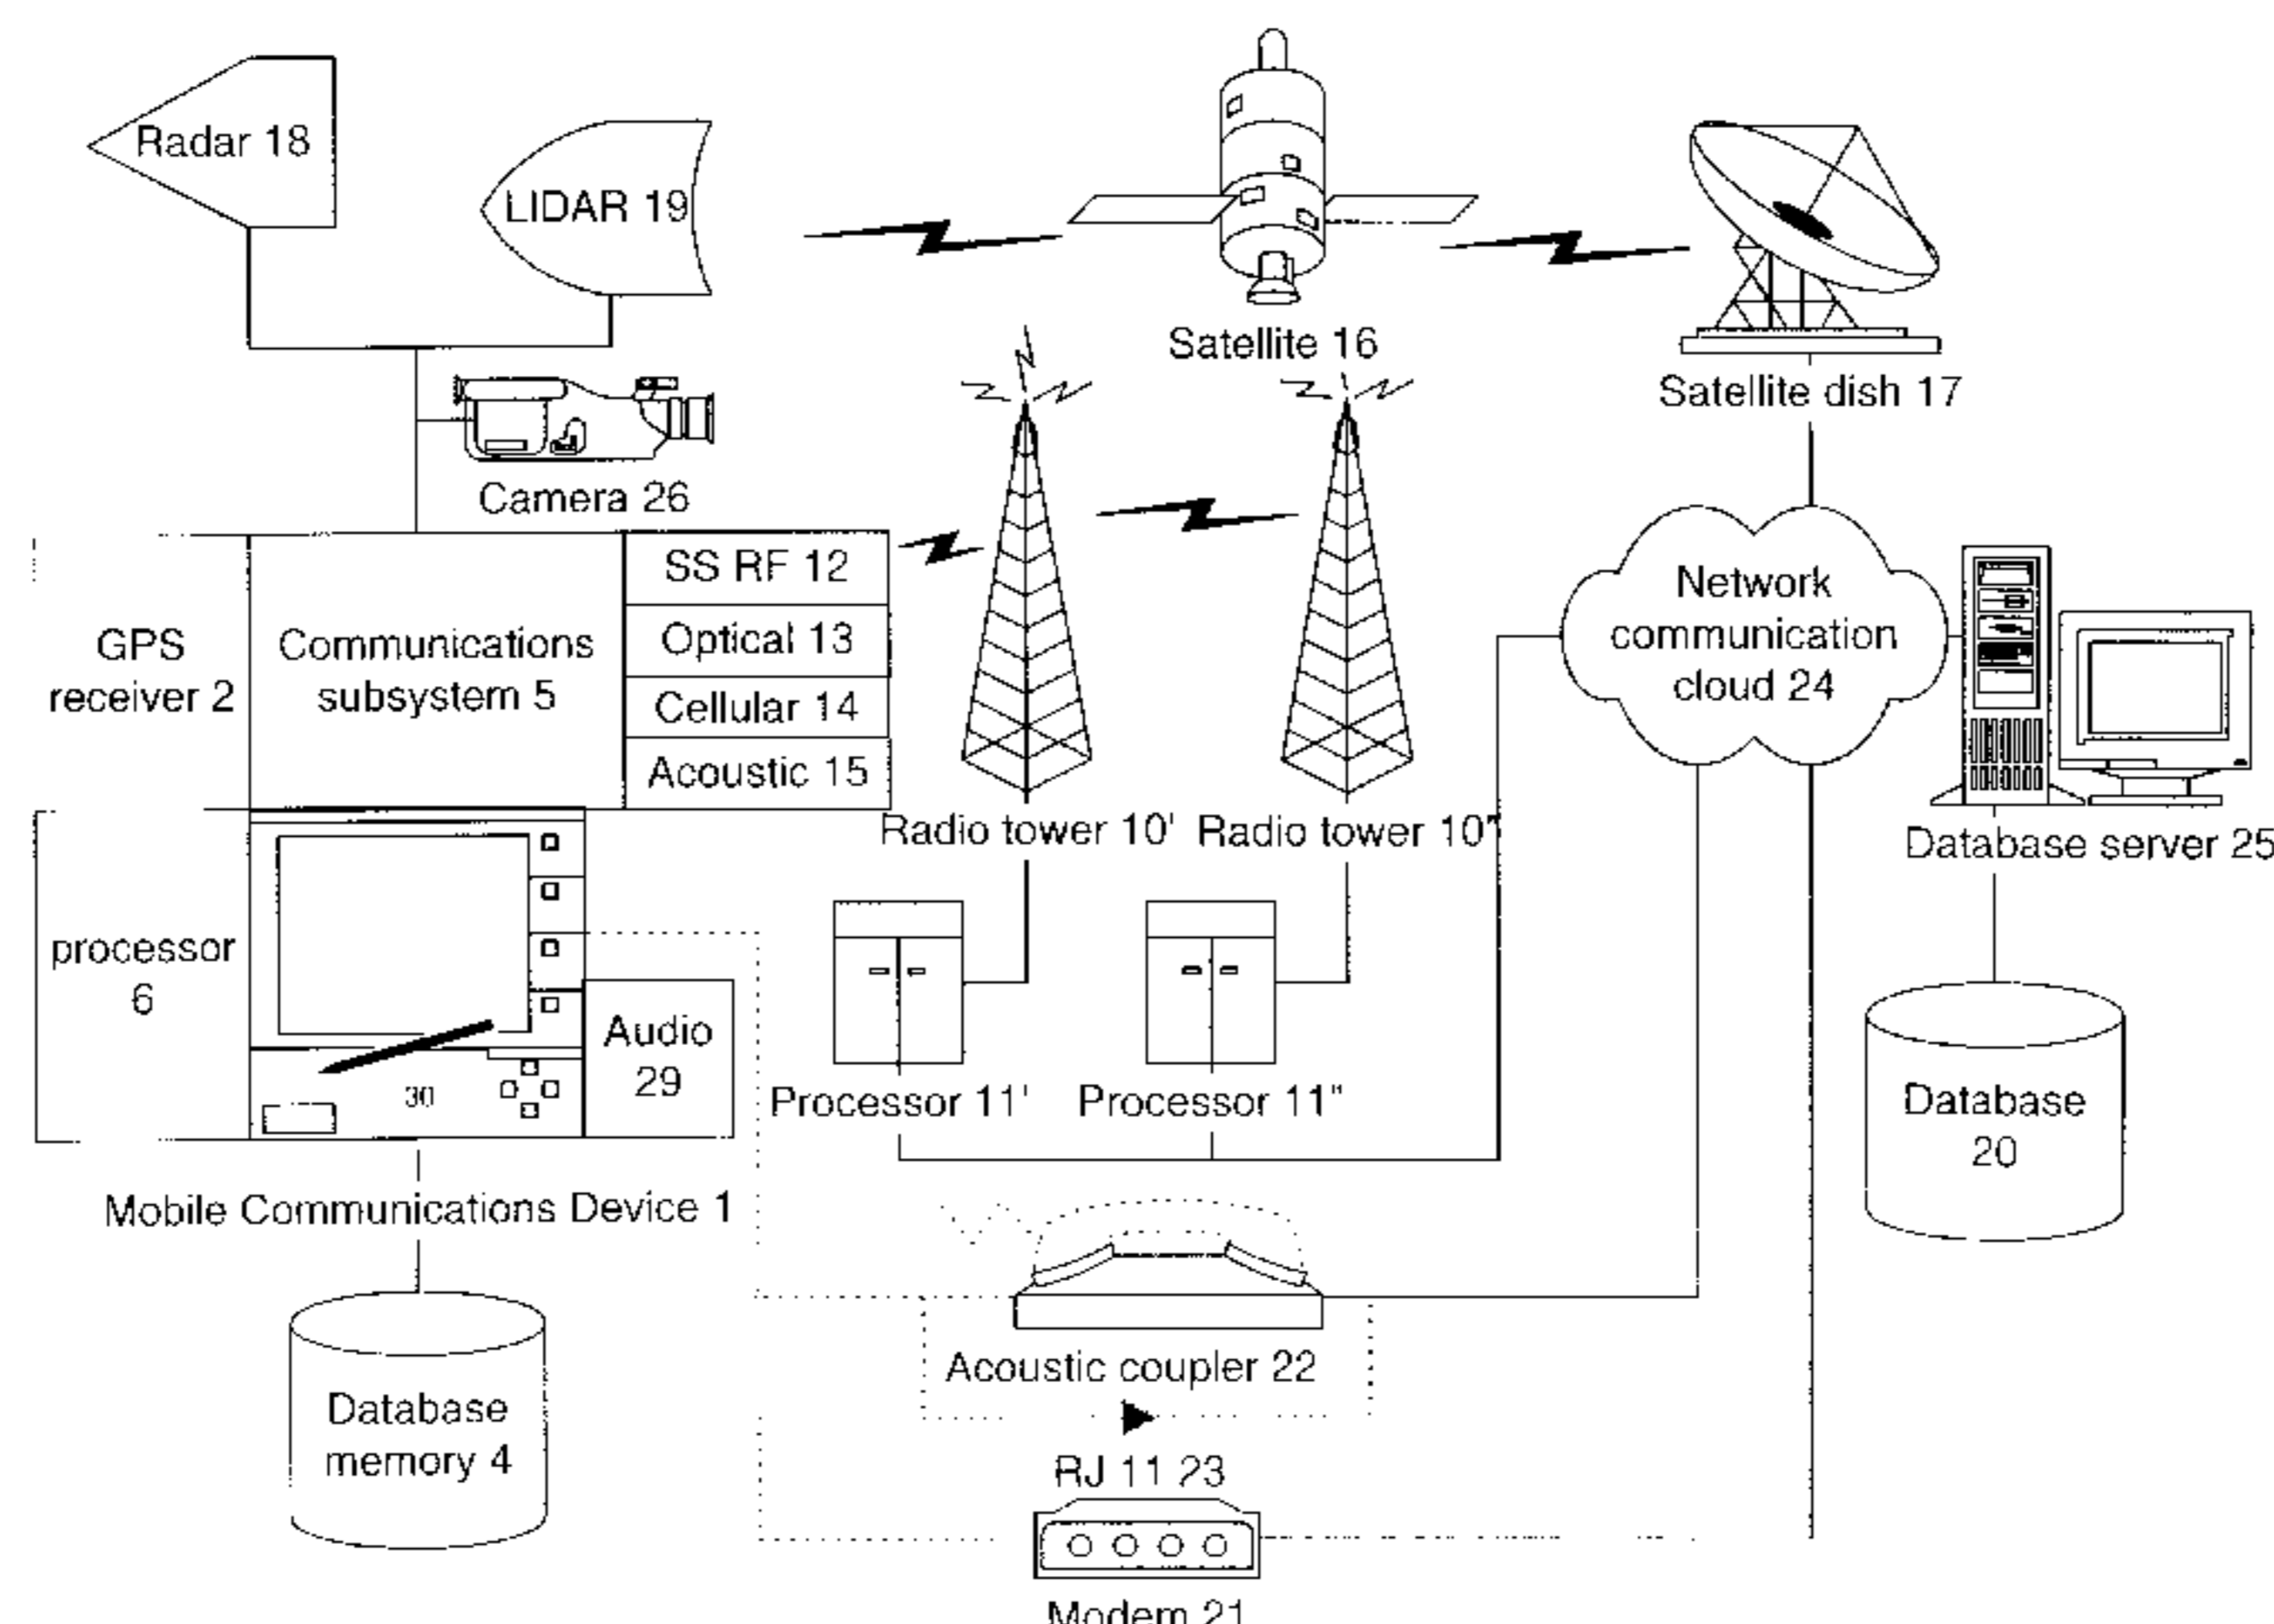 Radar 18
LIDAR 19
Satellite 16
Satellite dish 17
Camera 26
SS RF 12
Optical 13
Cellular 14
Acoustic 15
GPS
receiver 2
Communications
subsystem 5
Network
communication
cloud 24
Radio tower 10'
Radio tower 10"
Database server 25
processor
6
Audio
29
30
Processor 11'
Processor 11"
Database
20
Mobile Communications Device 1
Acoustic coupler 22
Database
memory 4
RJ 11 23
Modem 21